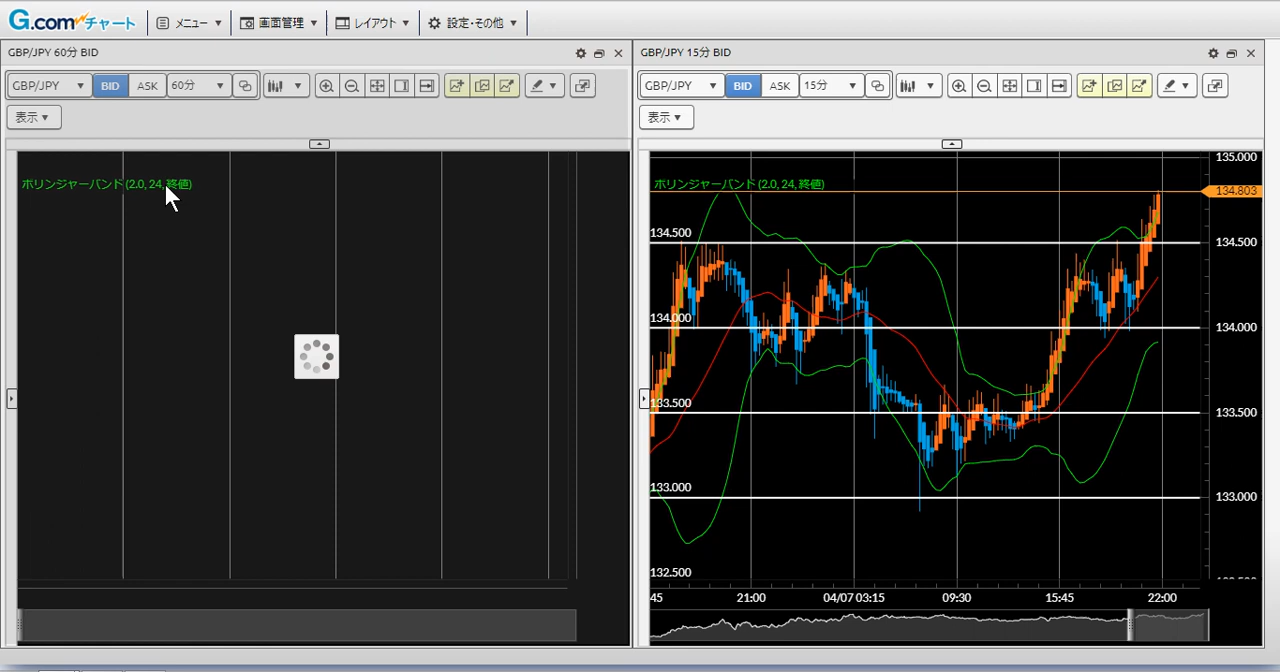 G.comチャート メニュー ▼ 画面管理 ▼ レイアウト ▼ 設定・その他 ▼
GBP/JPY 60分 BID
GBP/JPY ▼ BID ASK 60分 ▼
表示 ▼
ボリンジャーバンド (2.0, 24, 終値)
GBP/JPY 15分 BID
GBP/JPY ▼ BID ASK 15分 ▼
表示 ▼
135.000
ボリンジャーバンド (2.0, 24, 終値)
134.803
134.500
134.500
134.000
134.000
133.500
133.500
133.000
133.000
132.500
45 21:00 04/07 03:15 09:30 15:45 22:00